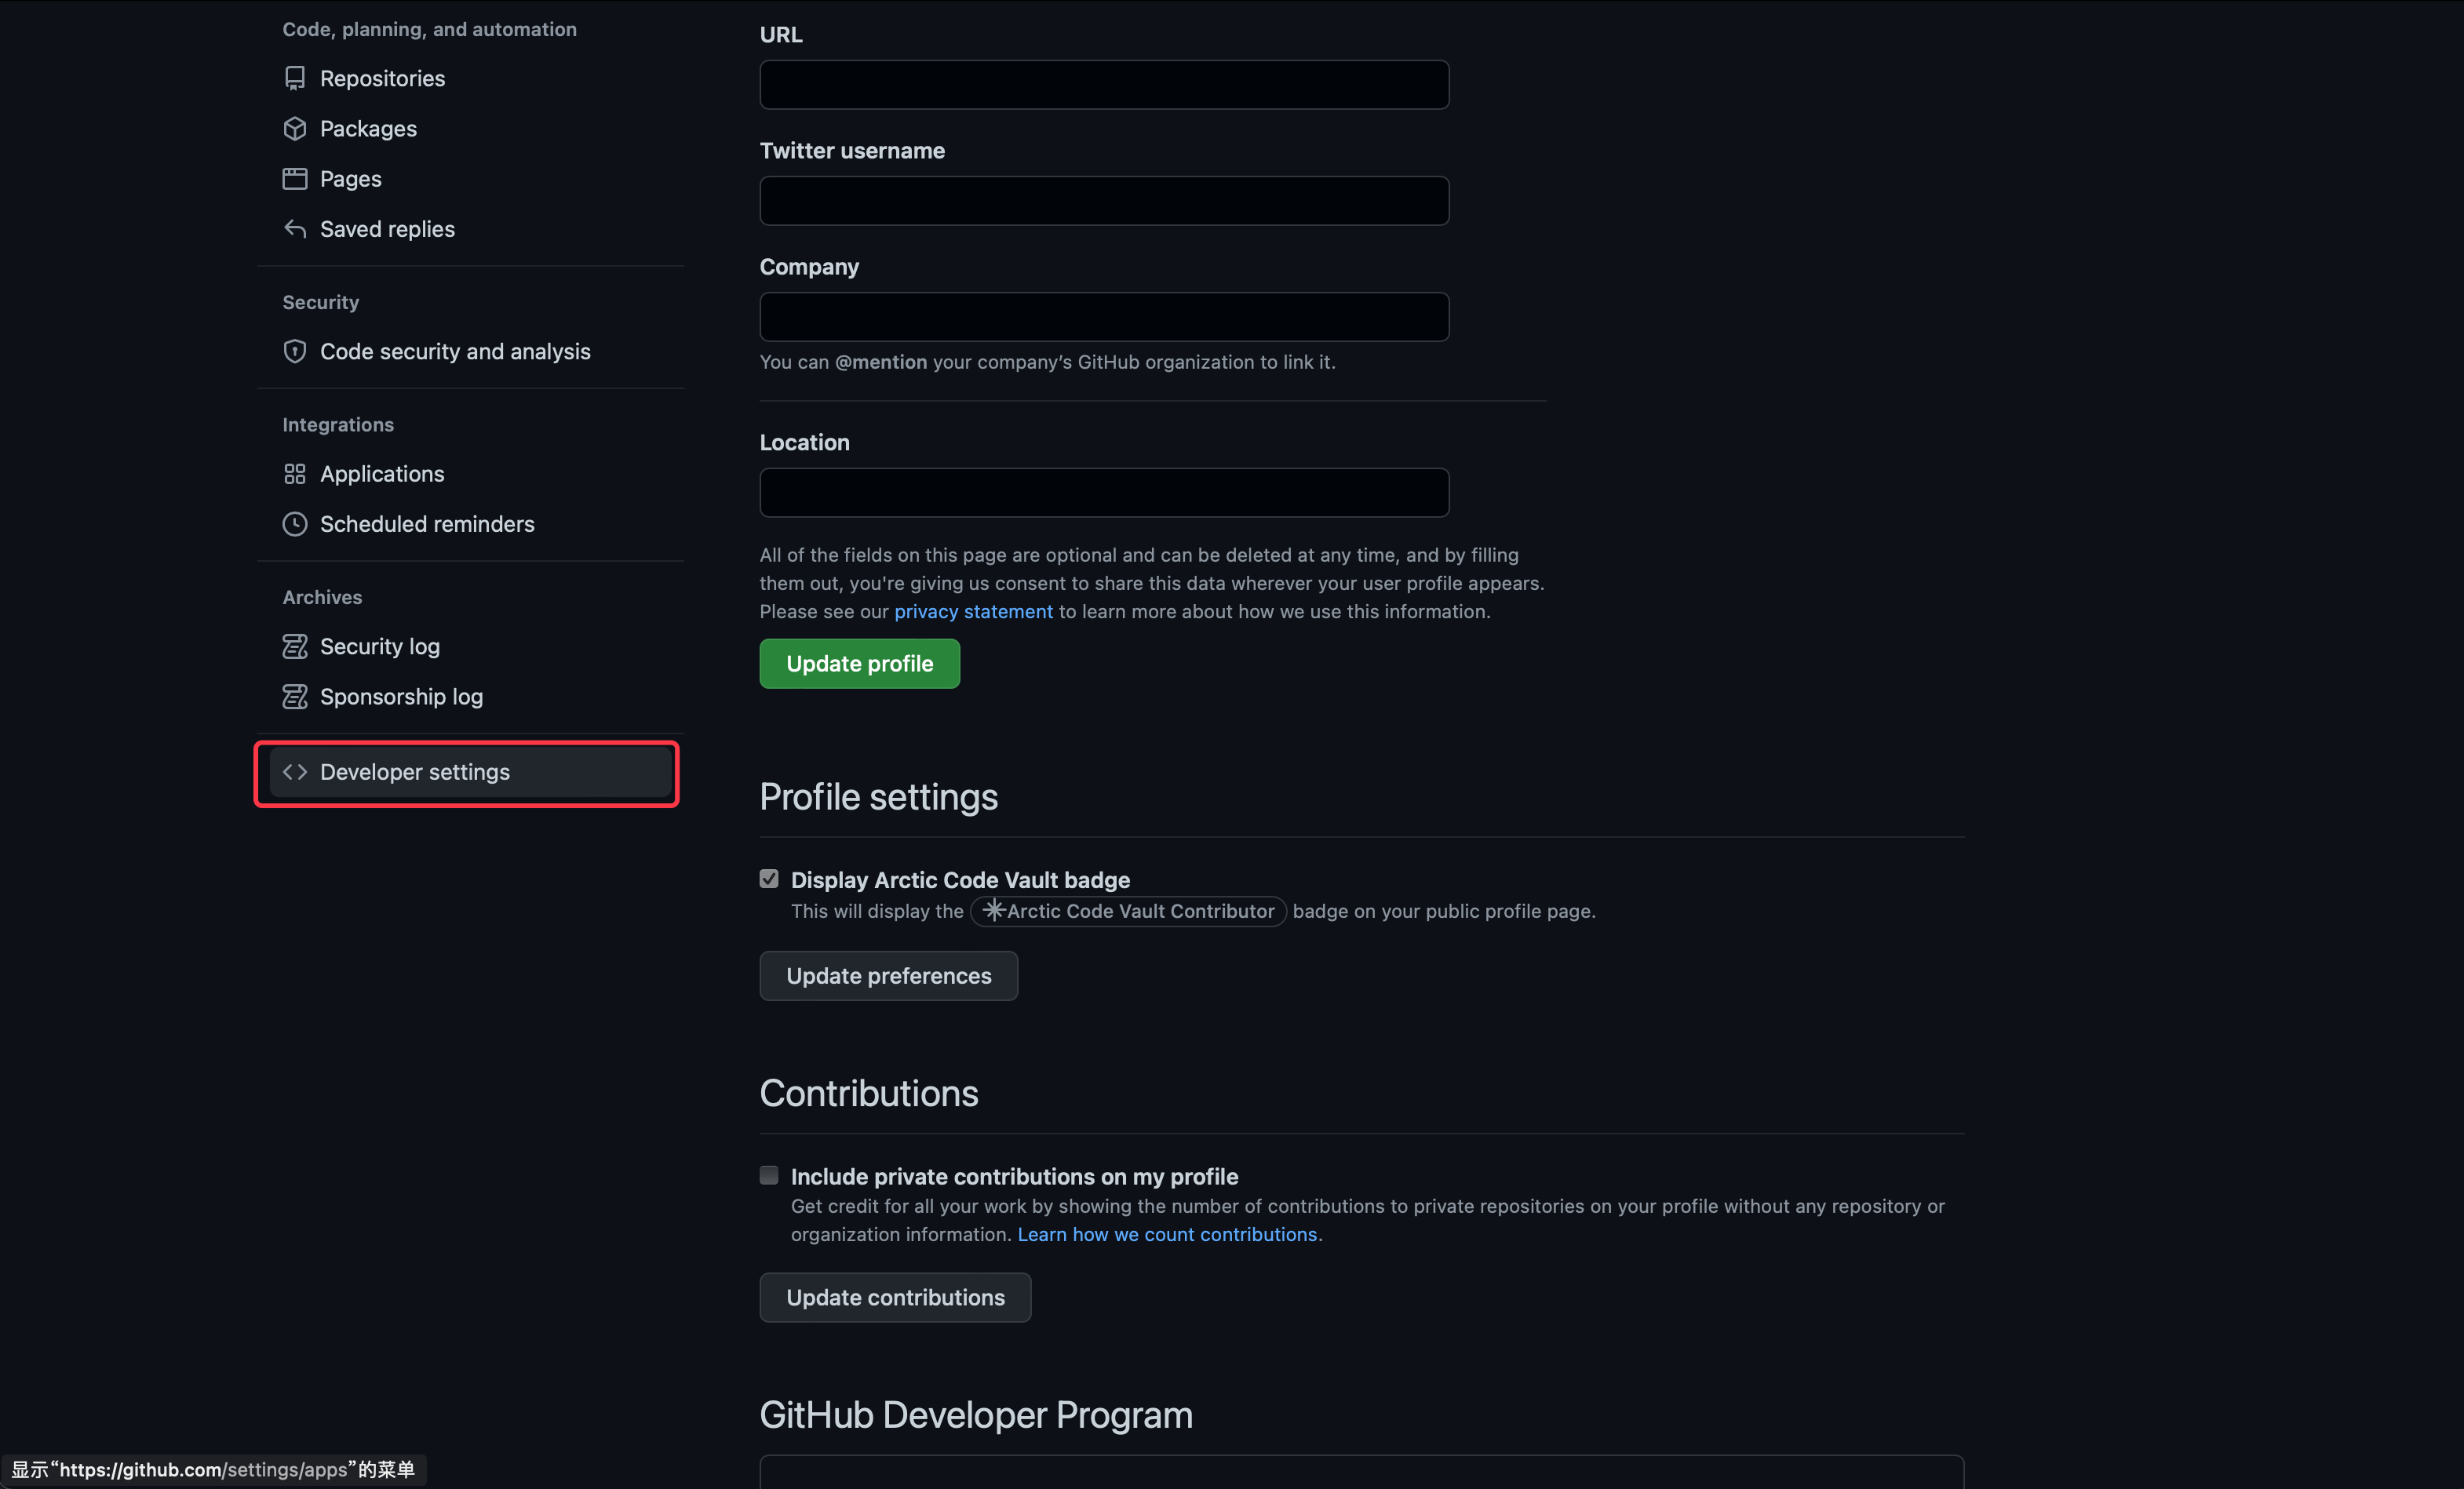 Code, planning, and automation
Repositories
Packages
Pages
Saved replies
Security
Code security and analysis
Integrations
Applications
Scheduled reminders
Archives
Security log
Sponsorship log
Developer settings
URL
Twitter username
Company
You can @mention your company’s GitHub organization to link it.
Location
All of the fields on this page are optional and can be deleted at any time, and by filling
them out, you're giving us consent to share this data wherever your user profile appears.
Please see our privacy statement to learn more about how we use this information.
Update profile
Profile settings
Display Arctic Code Vault badge
This will display the Arctic Code Vault Contributor badge on your public profile page.
Update preferences
Contributions
Include private contributions on my profile
Get credit for all your work by showing the number of contributions to private repositories on your profile without any repository or
organization information. Learn how we count contributions.
Update contributions
GitHub Developer Program
显示“https://github.com/settings/apps”的菜单